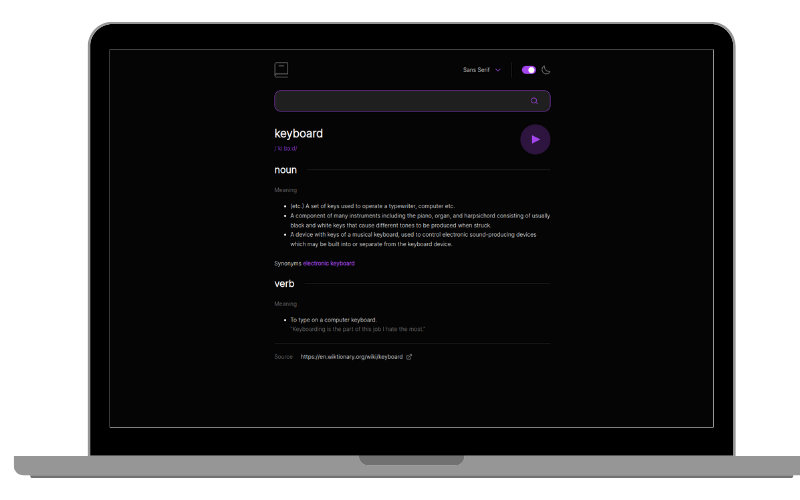 Sans Serif
keyboard
noun
Meaning
(etc.) A set of keys used to operate a typewriter, computer etc.
A component of many instruments including the piano, organ, and harpsichord consisting of usually
black and white keys that cause different tones to be produced when struck.
A device with keys of a musical keyboard, used to control electronic sound-producing devices
which may be built into or separate from the keyboard device.
Synonyms electronic keyboard
verb
Meaning
To type on a computer keyboard.
"Keyboarding is the part of this job I hate the most."
Source https://en.wiktionary.org/wiki/keyboard